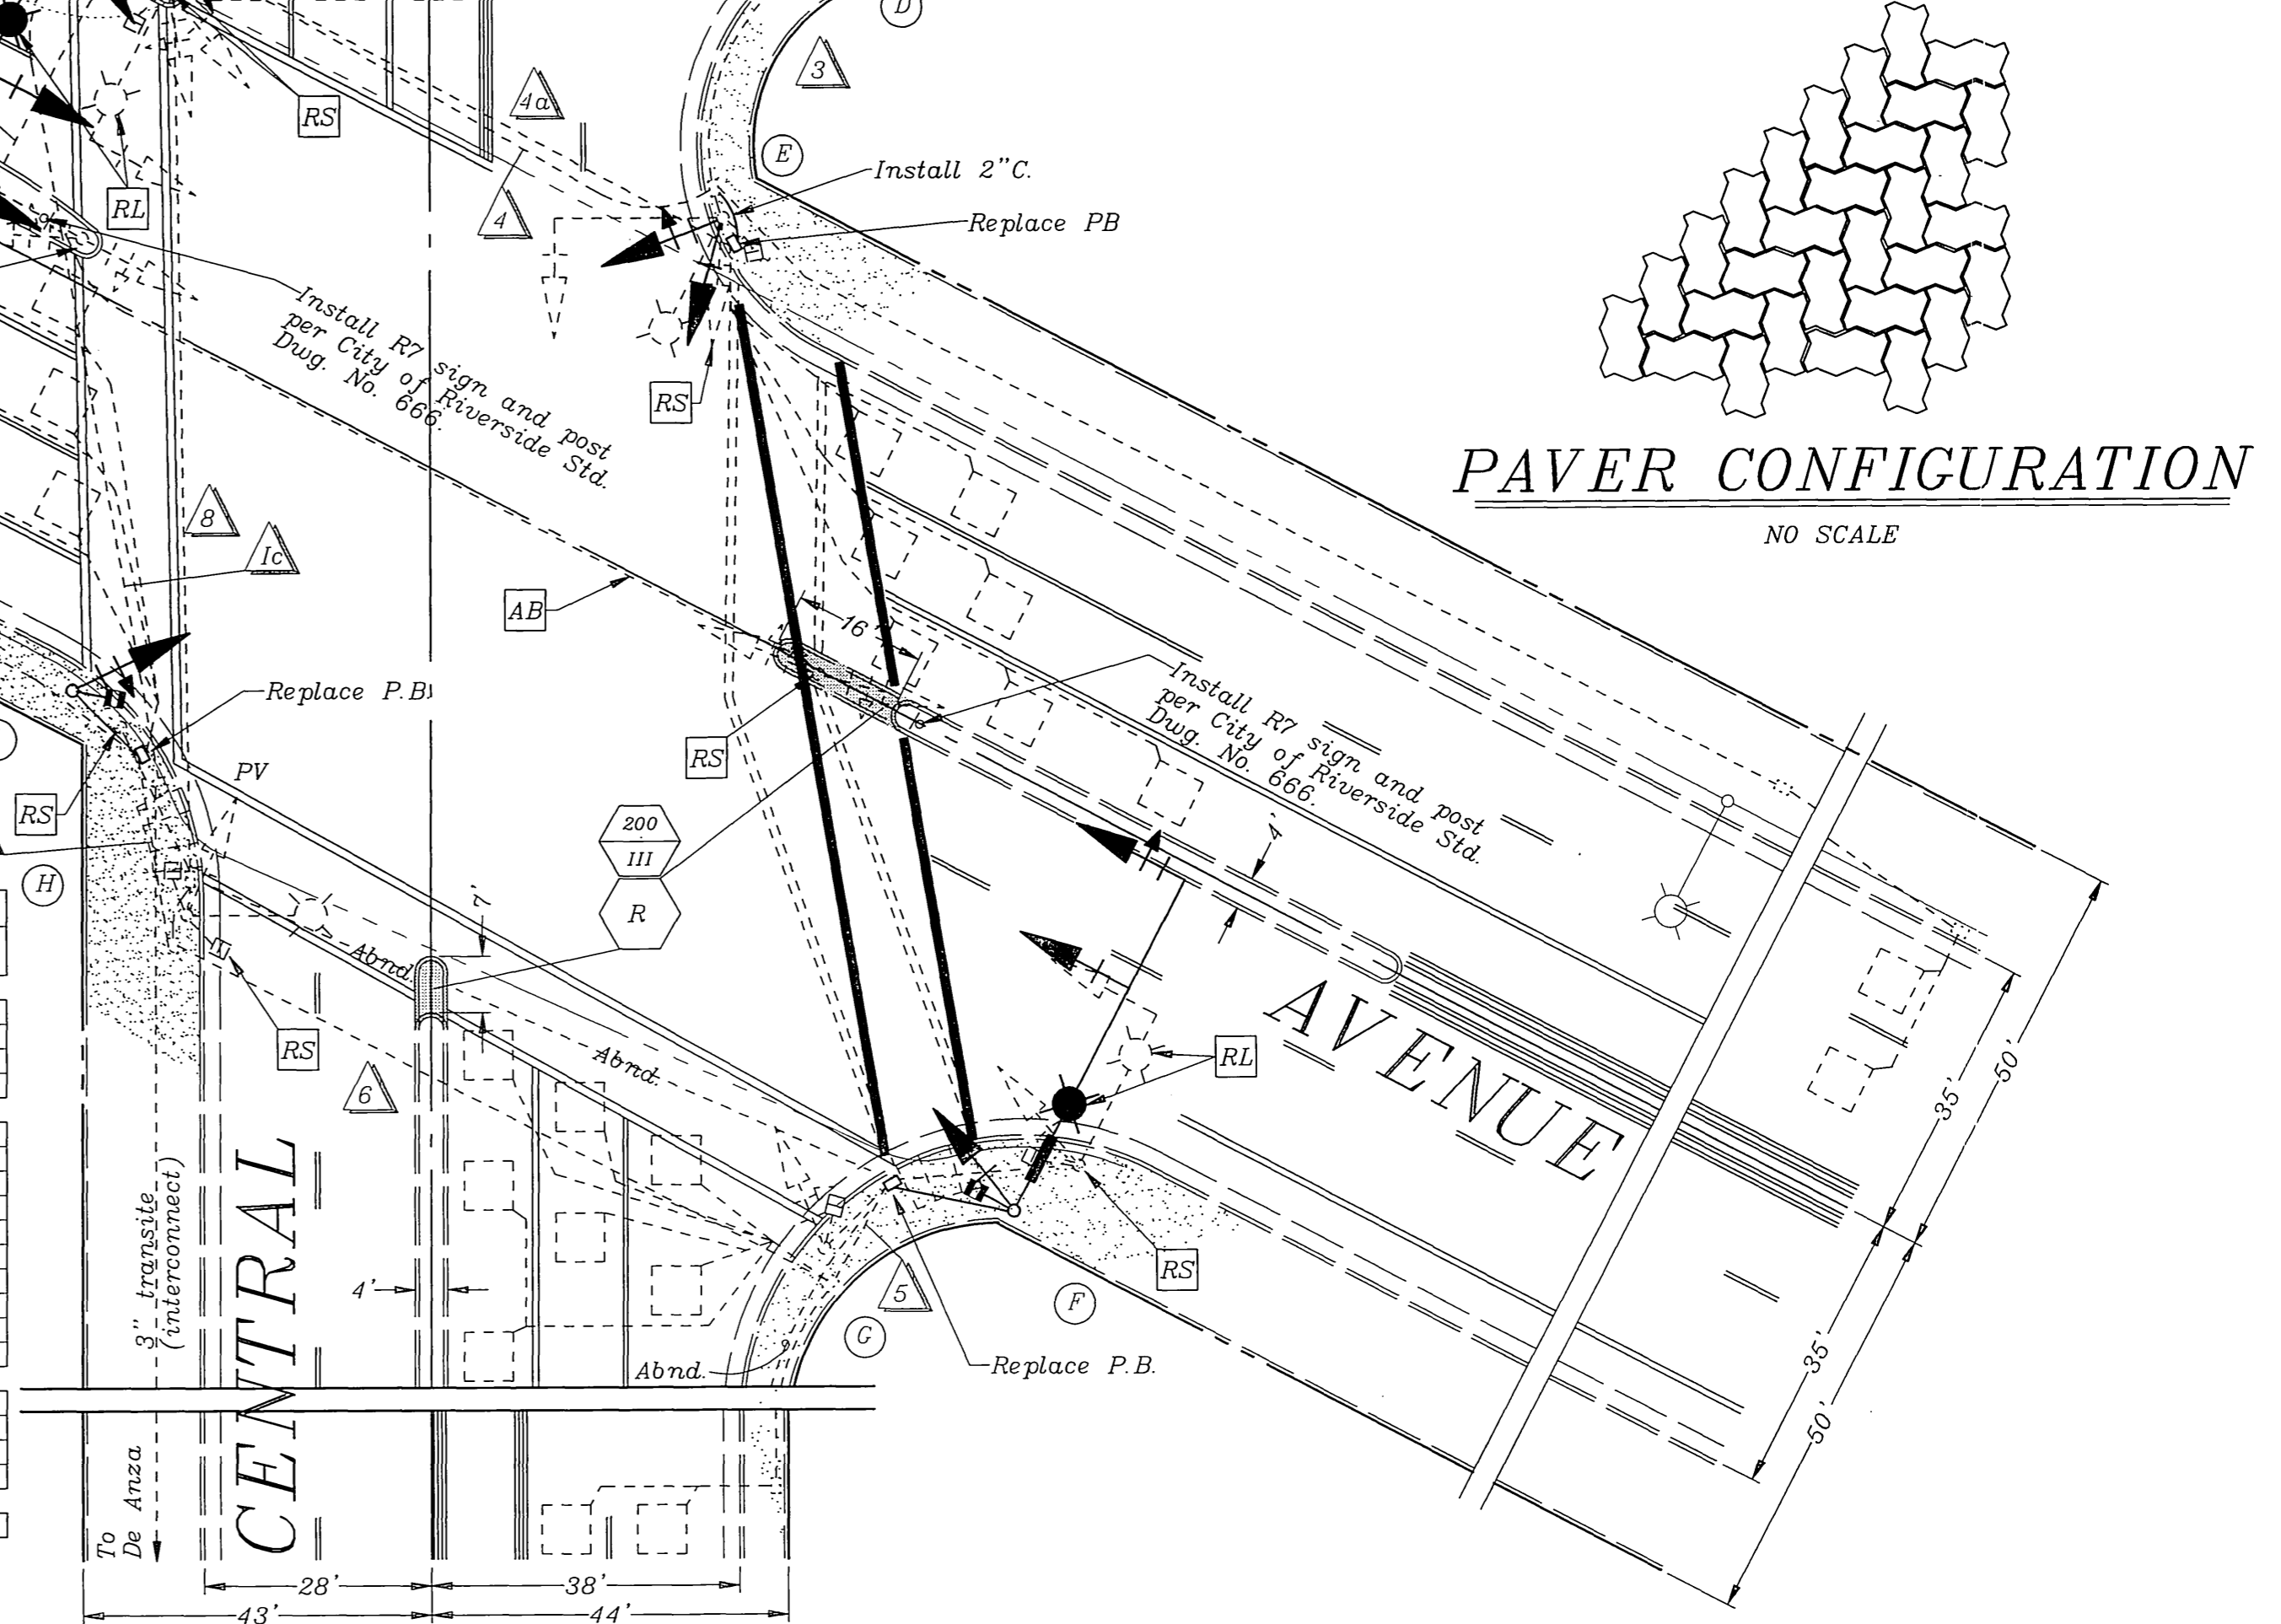 D
3
4a
RS
E
Install 2"C.
RL
4
Replace PB
Install R7 sign and post
per City of Riverside Std.
Dwg. No. 666.
RS
PAVER CONFIGURATION
NO SCALE
8
1c
AB
16'
Replace P.B.
Install R7 sign and post
per City of Riverside Std.
Dwg. No. 666.
RS
PV
RS
200
III
R
4'
H
7'
Abnd.
AVENUE
RS
Abnd.
RL
6
50'
35'
3" transite
(interconnect)
CENTRAL
4'
5
RS
F
G
Abnd.
Replace P.B.
35'
50'
To
De Anza
28'
38'
43'
44'